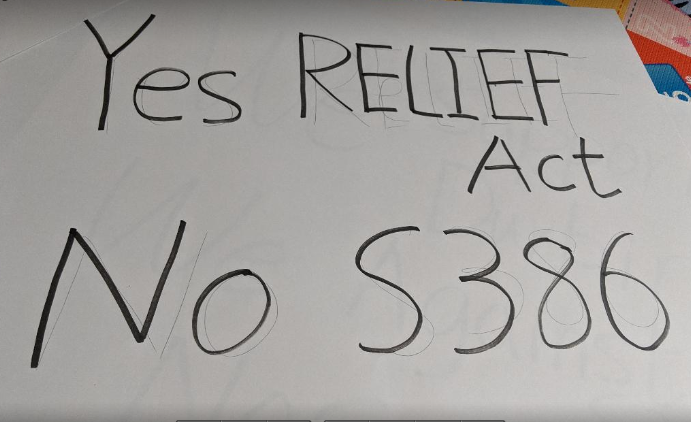 Yes RELIEF
Act
No S386